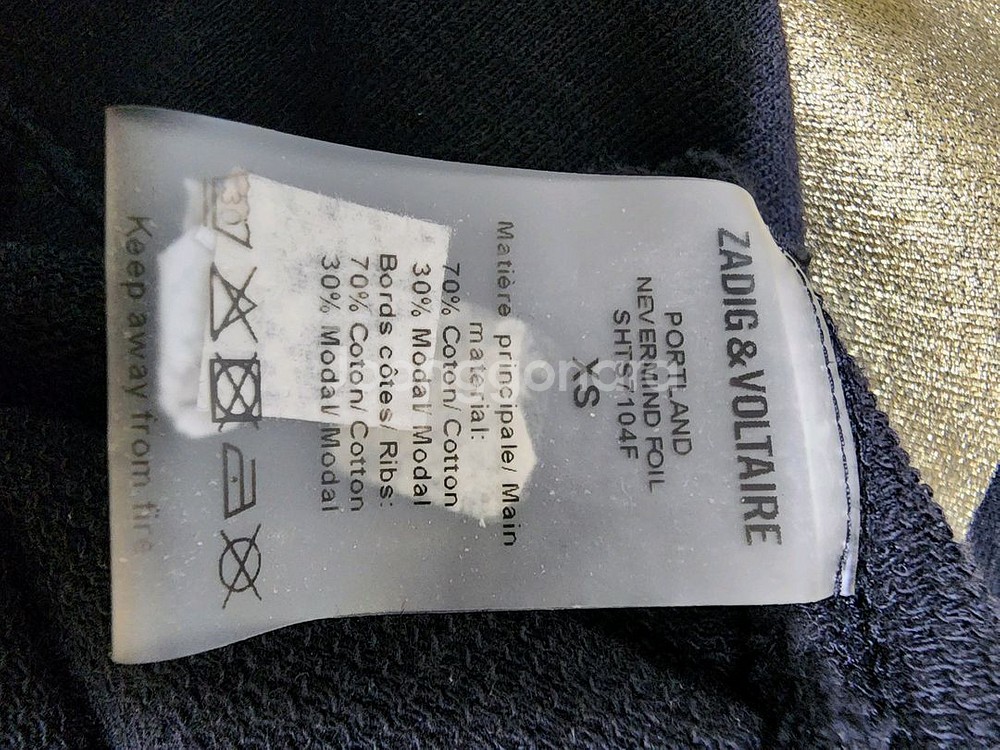 ZADIG&VOLTAIRE
PORTLAND
NEVERMIND FOIL
SHTS7104F
XS
Matière principale/ Main
material:
70% Coton/ Cotton
30% Modal/ Modal
Bords côtes/ Ribs:
70% Coton/ Cotton
30% Modal/ Modal
30
Keep away from fire